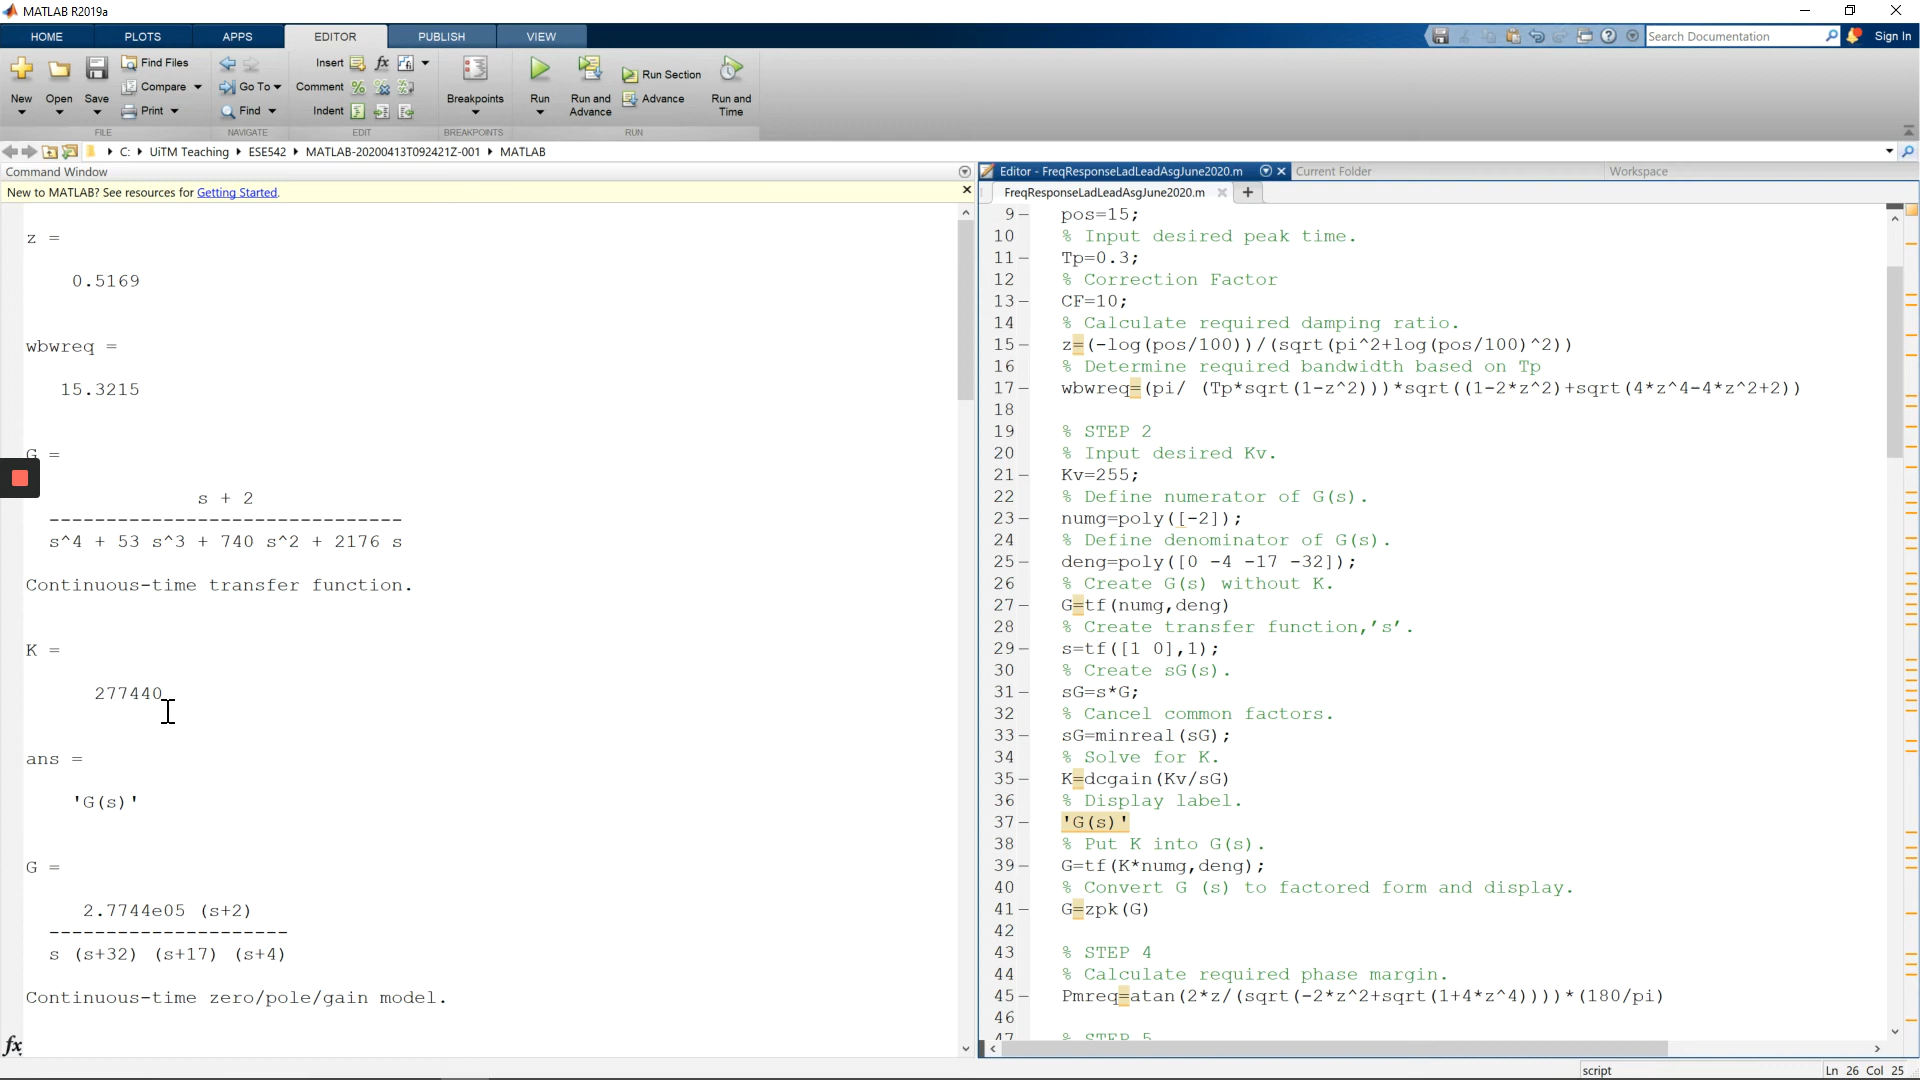 MATLAB R2019a
HOME PLOTS APPS EDITOR PUBLISH VIEW Search Documentation Sign In
New Open Save Find Files Compare Print Go To Find Insert fx Comment Indent Breakpoints Run Run and Advance Run Section Advance Run and Time
FILE NAVIGATE EDIT BREAKPOINTS RUN
C: UiTM Teaching ESE542 MATLAB-20200413T092421Z-001 MATLAB
Command Window
New to MATLAB? See resources for Getting Started.
z =
0.5169
wbwreq =
15.3215
G =
s + 2
-------------------------------
s^4 + 53 s^3 + 740 s^2 + 2176 s
Continuous-time transfer function.
K =
277440
ans =
'G(s)'
G =
2.7744e05 (s+2)
---------------------
s (s+32) (s+17) (s+4)
Continuous-time zero/pole/gain model.
fx
Editor - FreqResponseLadLeadAsgJune2020.m Current Folder Workspace
FreqResponseLadLeadAsgJune2020.m +
9 – pos=15;
10 % Input desired peak time.
11 – Tp=0.3;
12 % Correction Factor
13 – CF=10;
14 % Calculate required damping ratio.
15 – z=(-log(pos/100))/(sqrt(pi^2+log(pos/100)^2))
16 % Determine required bandwidth based on Tp
17 – wbwreq=(pi/ (Tp*sqrt(1-z^2)))*sqrt((1-2*z^2)+sqrt(4*z^4-4*z^2+2))
18
19 % STEP 2
20 % Input desired Kv.
21 – Kv=255;
22 % Define numerator of G(s).
23 – numg=poly([-2]);
24 % Define denominator of G(s).
25 – deng=poly([0 -4 -17 -32]);
26 % Create G(s) without K.
27 – G=tf(numg,deng)
28 % Create transfer function,'s'.
29 – s=tf([1 0],1);
30 % Create sG(s).
31 – sG=s*G;
32 % Cancel common factors.
33 – sG=minreal(sG);
34 % Solve for K.
35 – K=dcgain(Kv/sG)
36 % Display label.
37 – 'G(s)'
38 % Put K into G(s).
39 – G=tf(K*numg,deng);
40 % Convert G (s) to factored form and display.
41 – G=zpk(G)
42
43 % STEP 4
44 % Calculate required phase margin.
45 – Pmreq=atan(2*z/(sqrt(-2*z^2+sqrt(1+4*z^4))))*(180/pi)
46
47 % STEP 5
script Ln 26 Col 25